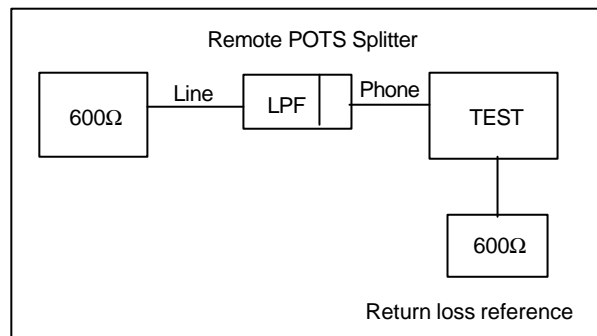 Remote POTS Splitter
600Ω
Line
LPF
Phone
TEST
600Ω
Return loss reference